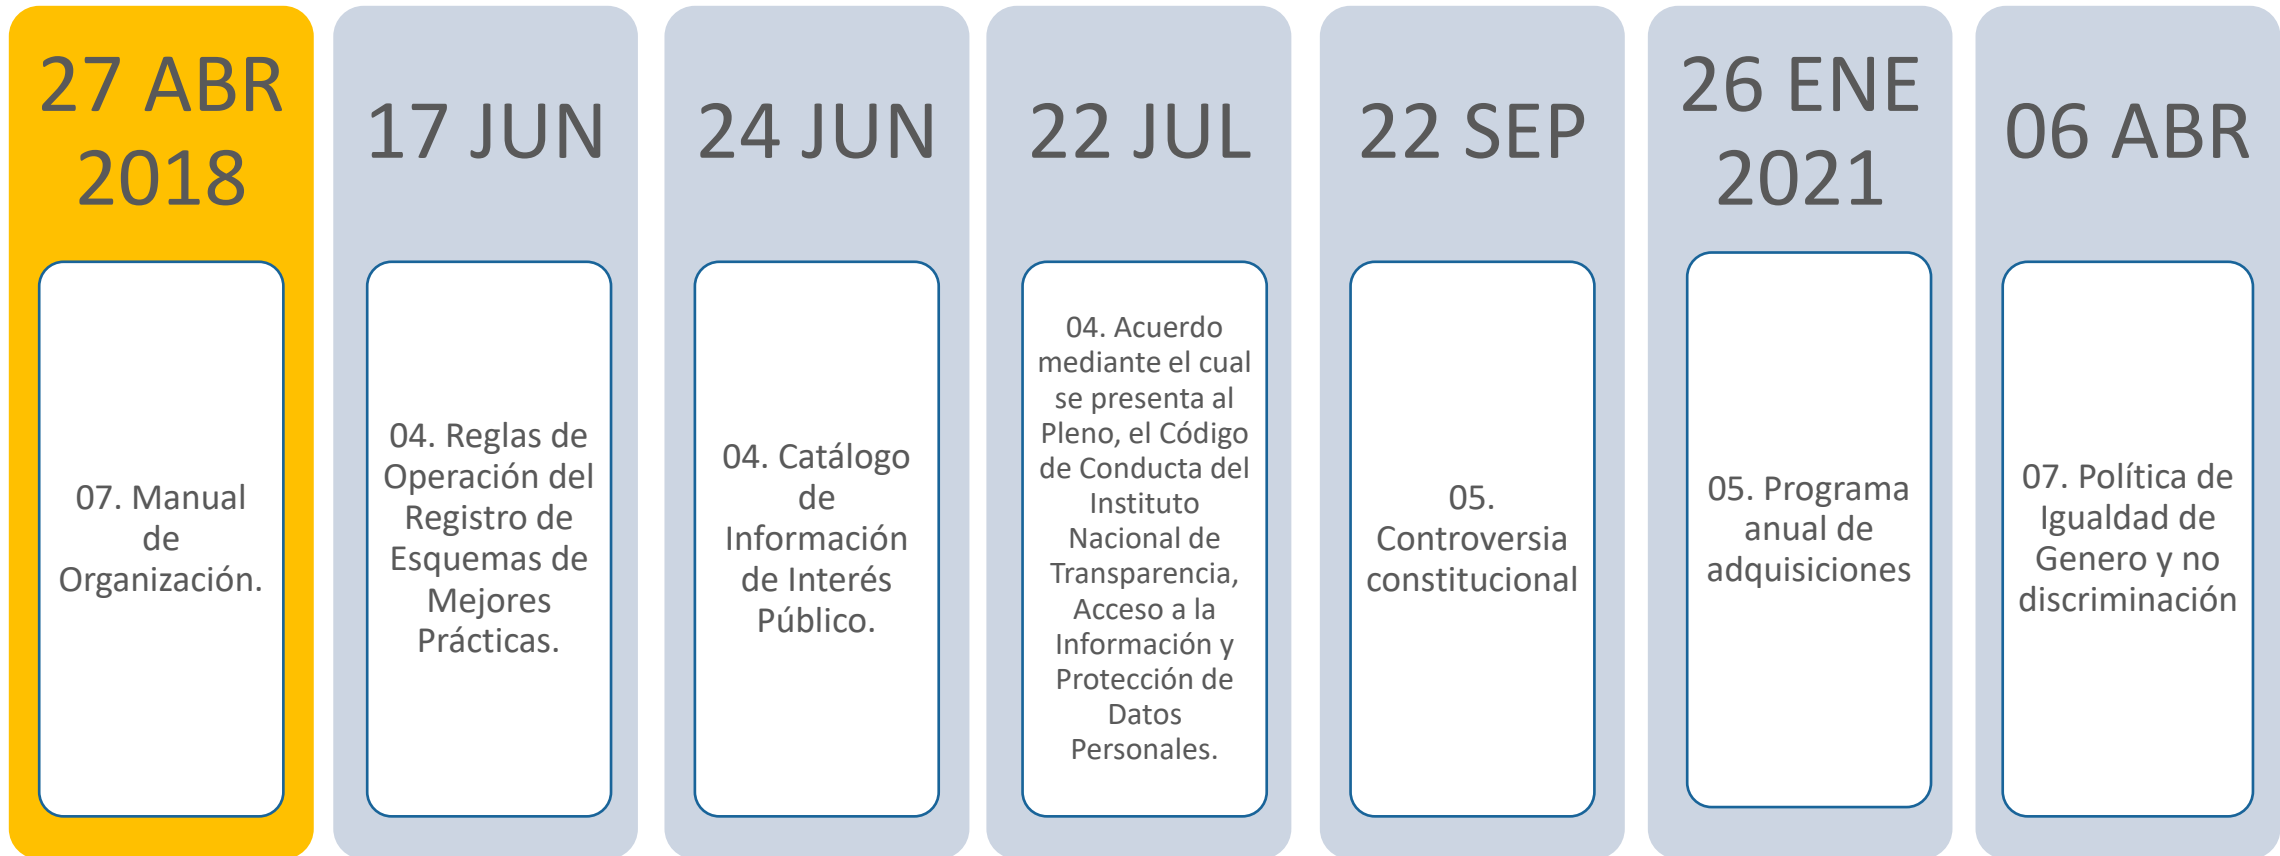 27 ABR
2018
07. Manual
de
Organización.
17 JUN
04. Reglas de
Operación del
Registro de
Esquemas de
Mejores
Prácticas.
24 JUN
04. Catálogo
de
Información
de Interés
Público.
22 JUL
04. Acuerdo
mediante el cual
se presenta al
Pleno, el Código
de Conducta del
Instituto
Nacional de
Transparencia,
Acceso a la
Información y
Protección de
Datos
Personales.
22 SEP
05.
Controversia
constitucional
26 ENE
2021
05. Programa
anual de
adquisiciones
06 ABR
07. Política de
Igualdad de
Genero y no
discriminación